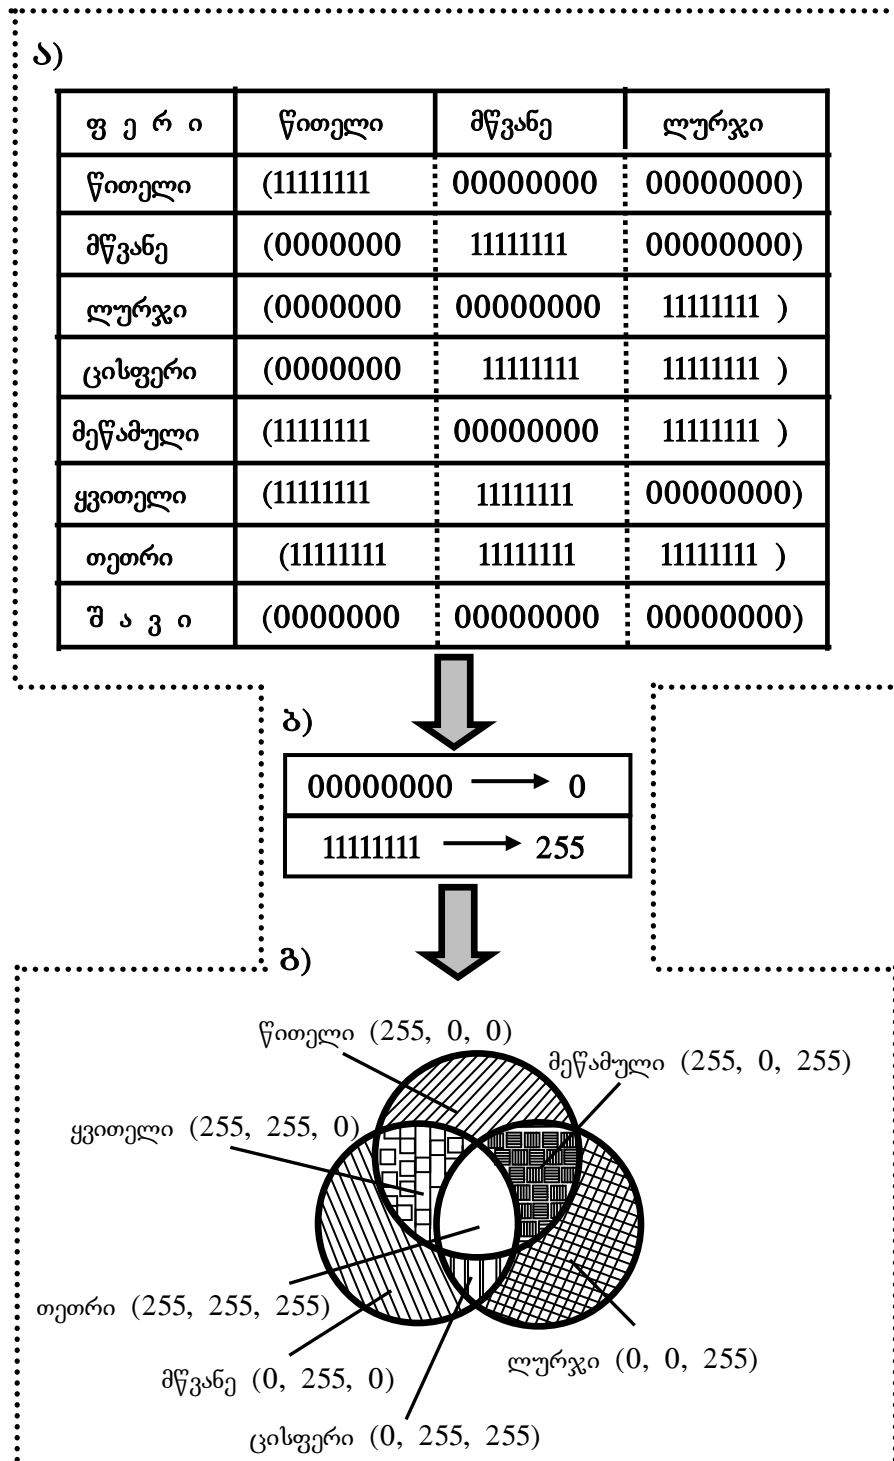 ა)
ფ ე რ ი წითელი მწვანე ლურჯი
წითელი (11111111 00000000 00000000)
მწვანე (0000000 11111111 00000000)
ლურჯი (0000000 00000000 11111111 )
ცისფერი (0000000 11111111 11111111 )
მეწამული (11111111 00000000 11111111 )
ყვითელი (11111111 11111111 00000000)
თეთრი (11111111 11111111 11111111 )
შ ა ვ ი (0000000 00000000 00000000)
ბ)
00000000 → 0
11111111 → 255
გ)
წითელი (255, 0, 0)
მეწამული (255, 0, 255)
ყვითელი (255, 255, 0)
თეთრი (255, 255, 255)
ლურჯი (0, 0, 255)
მწვანე (0, 255, 0)
ცისფერი (0, 255, 255)